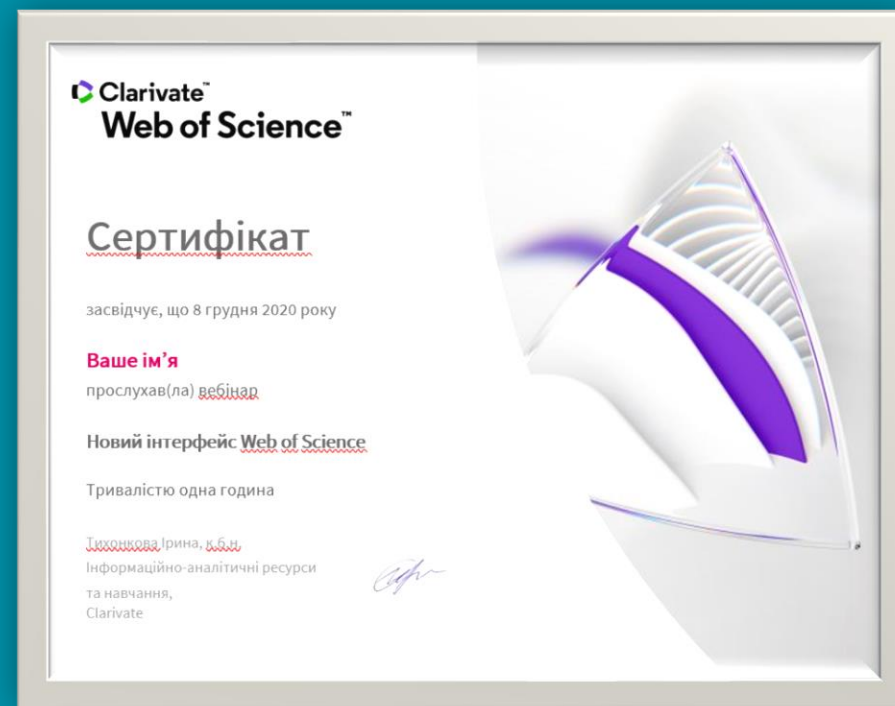 Clarivate™
Web of Science™
Сертифікат
засвідчує, що 8 грудня 2020 року
Ваше ім’я
прослухав(ла) вебінар
Новий інтерфейс Web of Science
Тривалістю одна година
Тихонкова Ірина, к.б.н,
Інформаційно-аналітичні ресурси
та навчання,
Clarivate